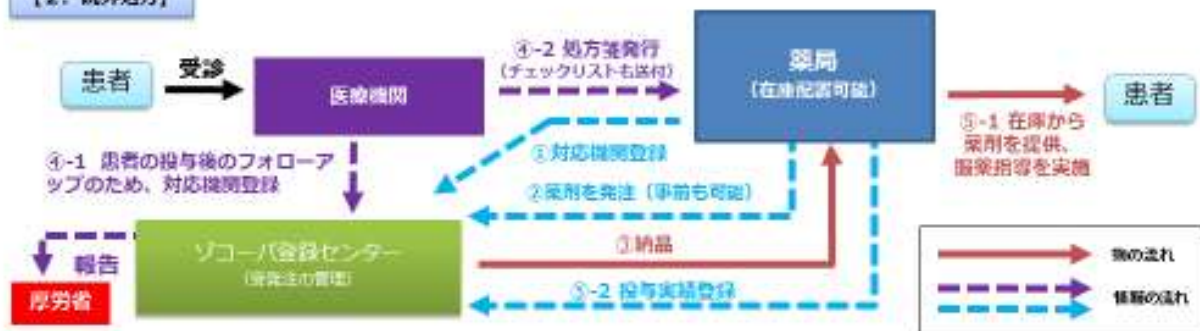 【2. 院外処方】
患者
受診
医療機関
④-2 処方箋発行
(チェックリストも送付)
薬局
(在庫配置可能)
患者
⑤-1 在庫から
薬剤を提供、
服薬指導を実施
①対応機関登録
②薬剤を発注（事前も可能）
④-1 患者の投与後のフォローア
ップのため、対応機関登録
ゾコーバ登録センター
(受発注の管理)
③納品
⑤-2 投与実績登録
報告
厚労省
物の流れ
情報の流れ